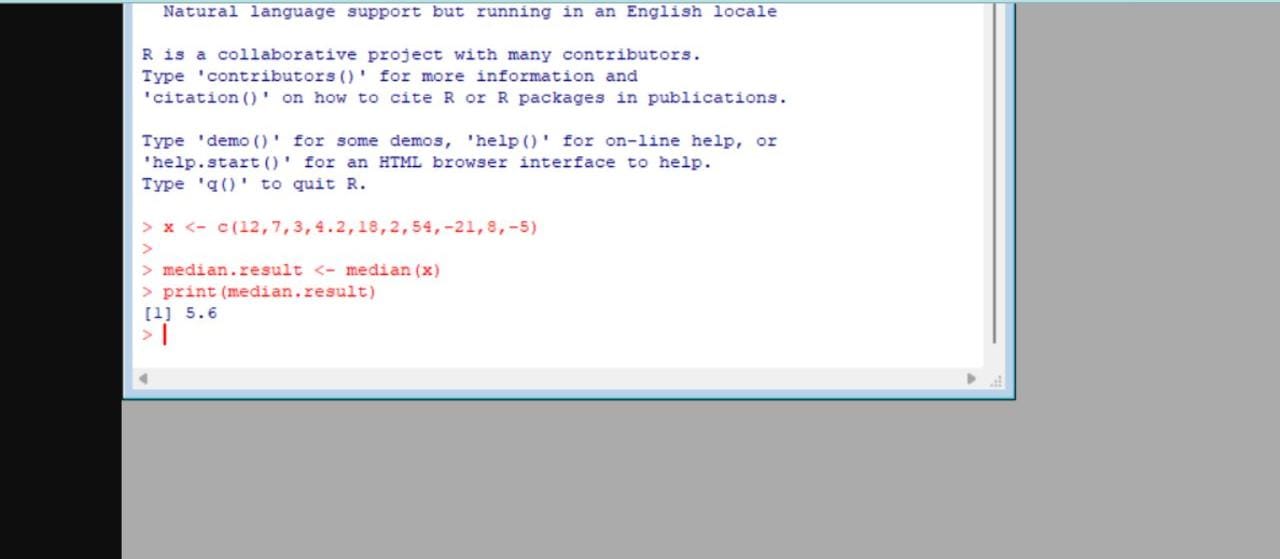 Natural language support but running in an English locale
R is a collaborative project with many contributors.
Type 'contributors()' for more information and
'citation()' on how to cite R or R packages in publications.
Type 'demo()' for some demos, 'help()' for on-line help, or
'help.start()' for an HTML browser interface to help.
Type 'q()' to quit R.
> x <- c(12,7,3,4.2,18,2,54,-21,8,-5)
>
> median.result <- median(x)
> print(median.result)
[1] 5.6
>